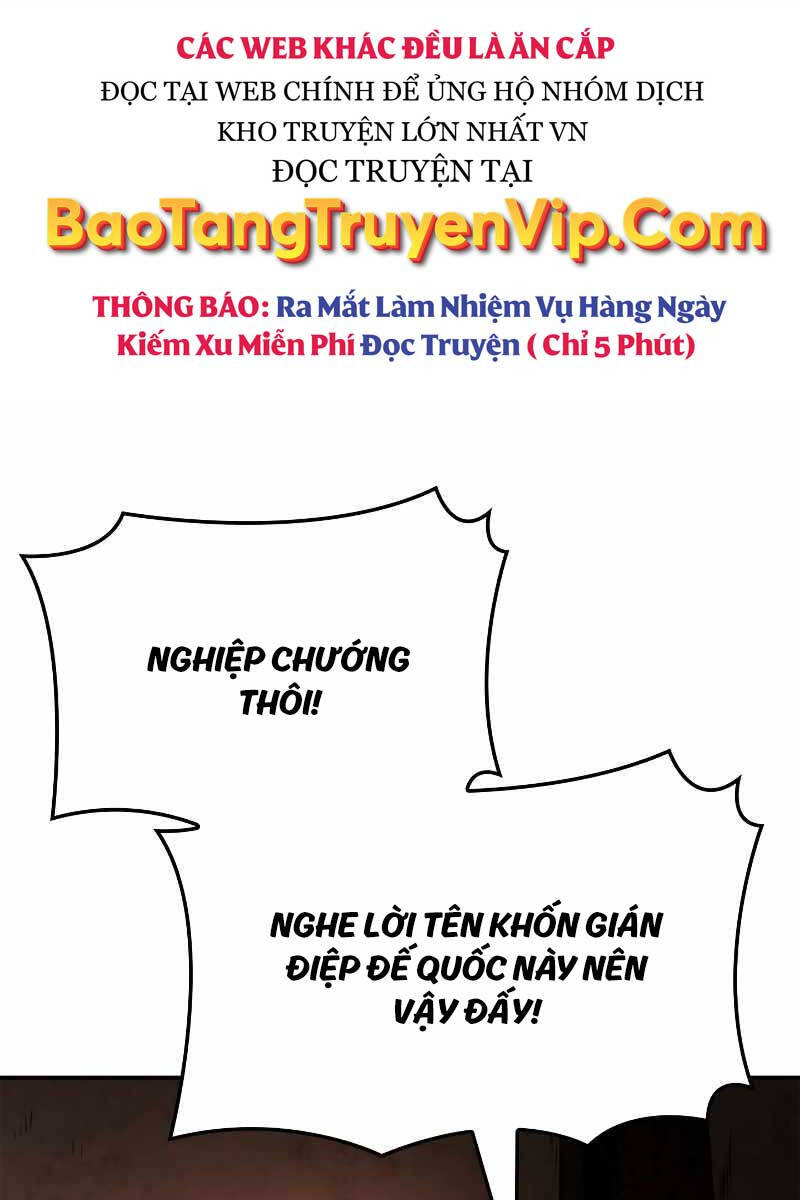 CÁC WEB KHÁC ĐỀU LÀ ĂN CẮP
ĐỌC TẠI WEB CHÍNH ĐỂ ỦNG HỘ NHÓM DỊCH
KHO TRUYỆN LỚN NHẤT VN
ĐỌC TRUYỆN TẠI
BaoTangTruyenVip.Com
THÔNG BÁO: Ra Mắt Làm Nhiệm Vụ Hàng Ngày
Kiếm Xu Miễn Phí Đọc Truyện ( Chỉ 5 Phút)
NGHIỆP CHƯỚNG
THÔI!
NGHE LỜI TÊN KHỐN GIÁN
ĐIỆP ĐẾ QUỐC NÀY NÊN
VẬY ĐẤY!